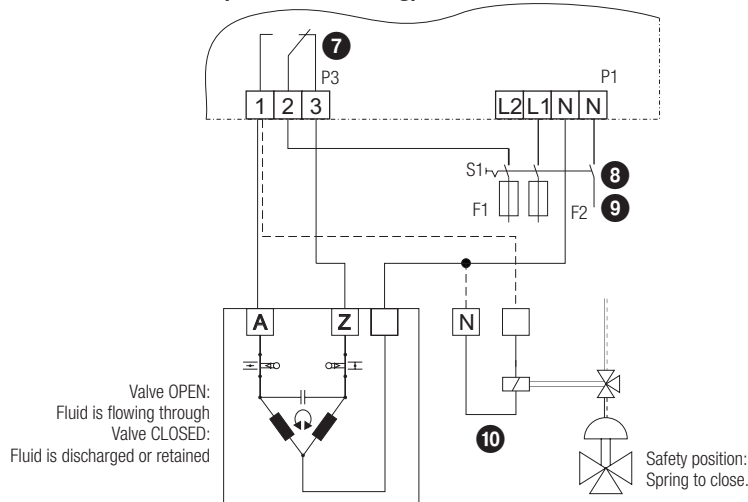 7
P3
P1
1 2 3
L2 L1 N N
S1
8
F1
F2
9
A
Z
N
Valve OPEN:
Fluid is flowing through
Valve CLOSED:
Fluid is discharged or retained
10
Safety position:
Spring to close.